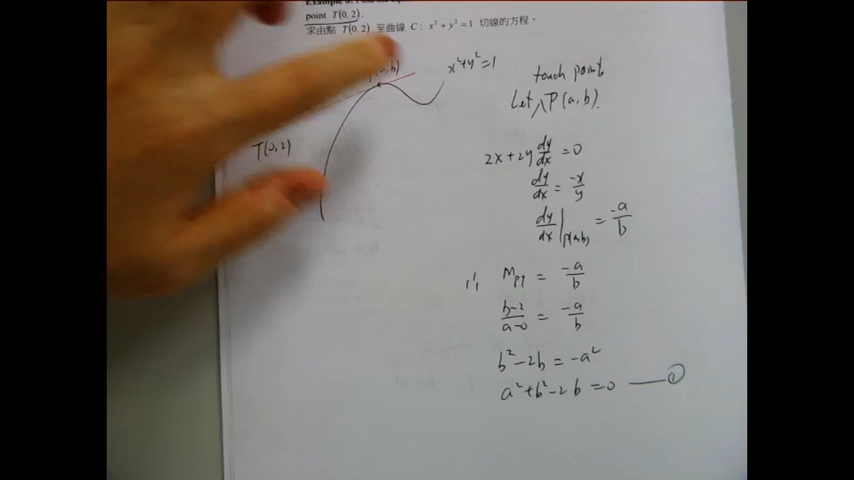 point T(0, 2).
求由點 T(0, 2) 至曲線 C: x² + y² = 1 切線的方程。
x²+y²=1
touch point
Let ∧ P(a, b).
T(0,2)
2x+2y dy/dx = 0
dy/dx = -x/y
dy/dx |P(a,b) = -a/b
∴ M_PT = -a/b
b-2/a-0 = -a/b
b²-2b = -a²
a²+b²-2b = 0 — ①